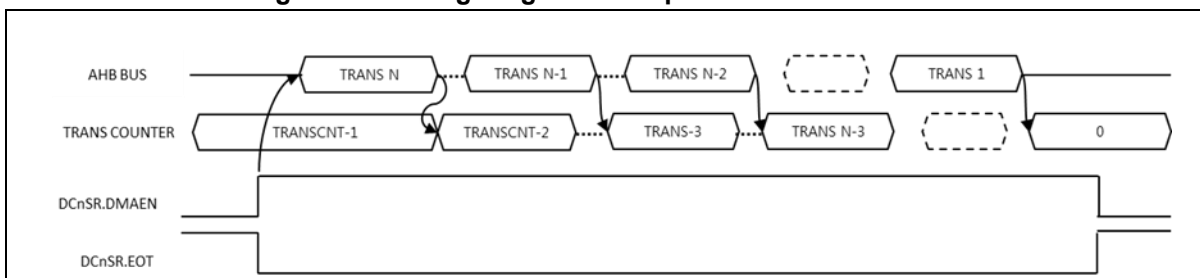 AHB BUS TRANS N TRANS N-1 TRANS N-2 TRANS 1
TRANS COUNTER TRANSCNT-1 TRANSCNT-2 TRANS-3 TRANS N-3 0
DCnSR.DMAEN
DCnSR.EOT